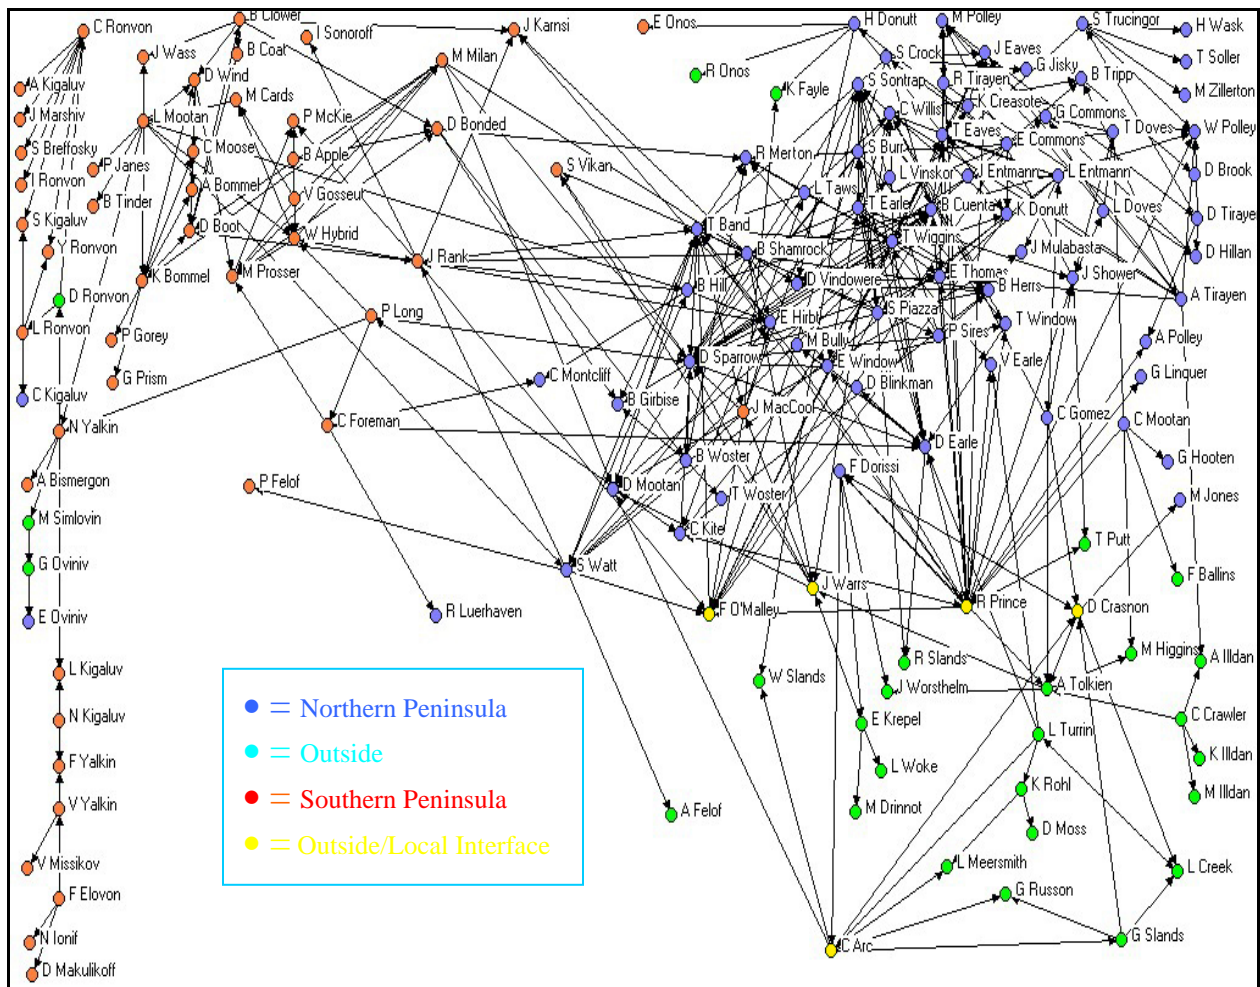 B Clower
C Ronvon
J Karnsi
E Onos
H Donutt
M Polley
S Trucingor
H Wask
J Wass
B Coat
I Sonoroff
M Milan
S Crock
J Eaves
G Jisky
T Soller
A Kigaluv
D Wind
R Onos
K Fayle
S Sontrap
R Tirayen
B Tripp
M Zillerton
J Marshiv
L Mootan
M Cards
P McKie
D Bonded
C Willis
K Creasote
G Commons
T Doves
W Polley
S Breffosky
C Moose
B Apple
R Merton
S Burr
T Eaves
E Commons
I Ronvon
P Janes
A Bommel
V Gosseul
S Vikan
L Taws
L Vinskor
J Entmann
L Entmann
D Brook
B Tinder
S Kigaluv
D Boot
W Hybrid
T Band
T Earle
B Cuenta
K Donutt
L Doves
D Tirayen
Y Ronvon
K Bommel
M Prosser
J Rank
B Shamrock
T Wiggins
J Mulabasta
D Hillan
D Ronvon
B Hill
D Vindowere
E Thomas
B Herrs
J Shower
A Tirayen
L Ronvon
P Gorey
P Long
E Hirbt
S Piazza
P Sires
T Window
A Polley
G Prism
C Montcliff
D Sparrow
M Bully
E Window
V Earle
G Linquer
C Kigaluv
B Girbise
J MacCool
D Blinkman
C Gomez
C Mootan
N Yalkin
C Foreman
B Woster
D Earle
G Hooten
A Bismergon
P Felof
D Mootan
T Woster
F Dorissi
M Jones
M Simlovin
C Kite
T Putt
G Oviniv
S Watt
J Warrs
F Ballins
E Oviniv
R Luerhaven
F O'Malley
R Prince
D Crasnon
L Kigaluv
W Slands
R Slands
M Higgins
A Illdan
J Worsthelm
A Tolkien
N Kigaluv
E Krepel
L Turrin
C Crawler
F Yalkin
L Woke
K Rohl
K Illdan
V Yalkin
A Felof
M Drinnot
D Moss
M Illdan
V Missikov
L Meersmith
L Creek
F Elovon
G Russon
N Ionif
C Arc
G Slands
D Makulikoff
= Northern Peninsula
= Outside
= Southern Peninsula
= Outside/Local Interface